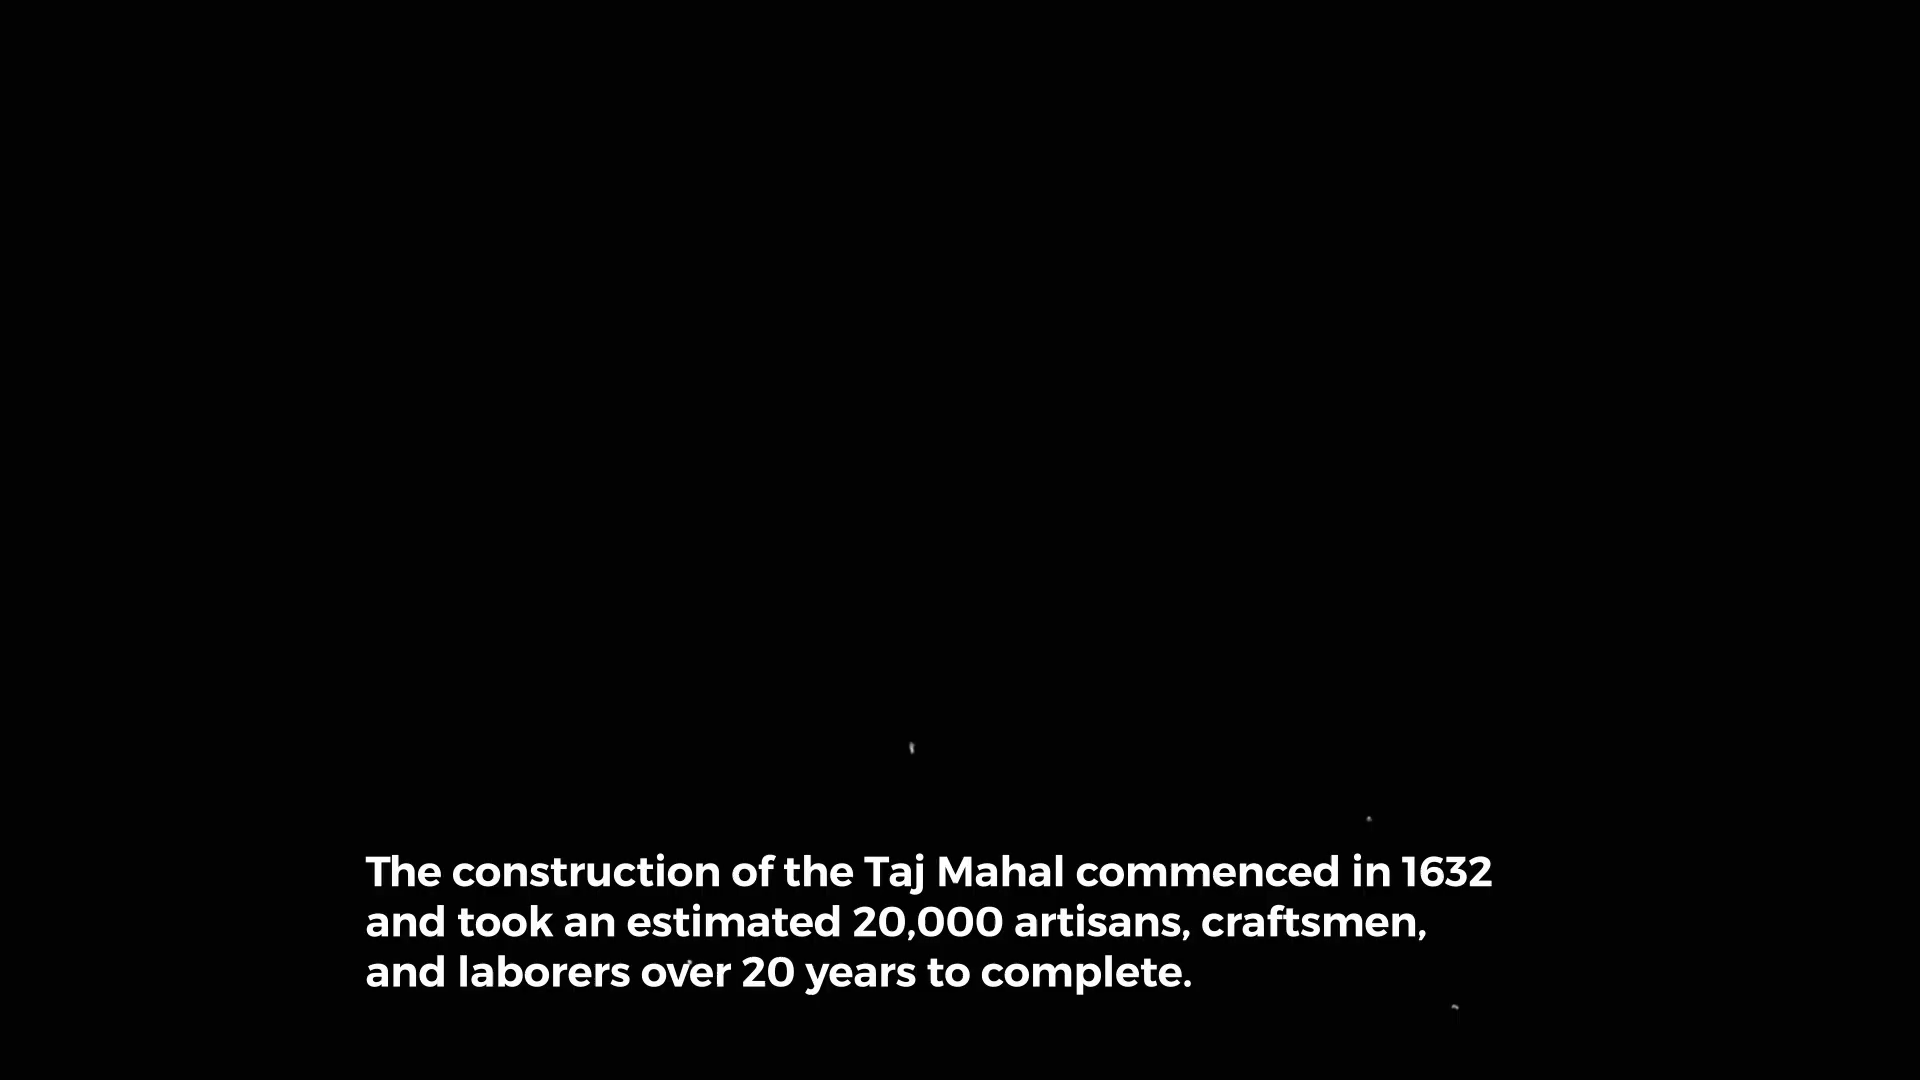 The construction of the Taj Mahal commenced in 1632
and took an estimated 20,000 artisans, craftsmen,
and laborers over 20 years to complete.